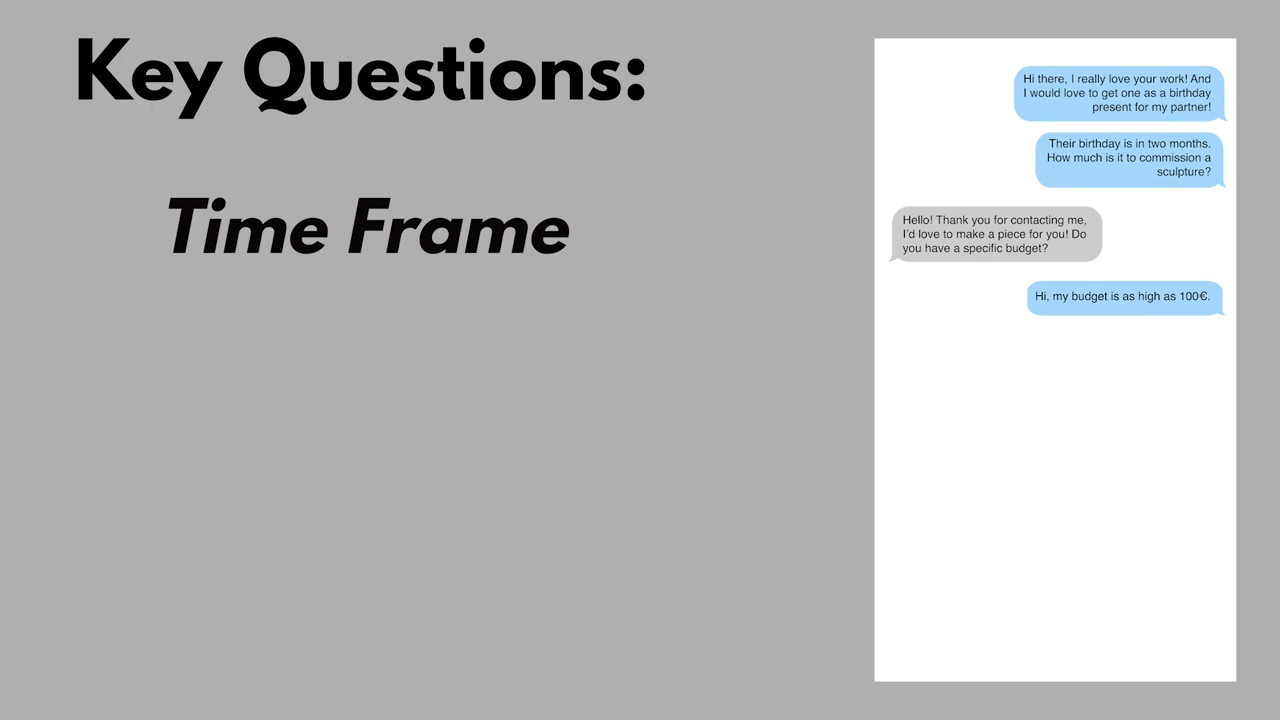 Key Questions:
Time Frame
Hi there, I really love your work! And
I would love to get one as a birthday
present for my partner!
Their birthday is in two months.
How much is it to commission a
sculpture?
Hello! Thank you for contacting me,
I'd love to make a piece for you! Do
you have a specific budget?
Hi, my budget is as high as 100€.